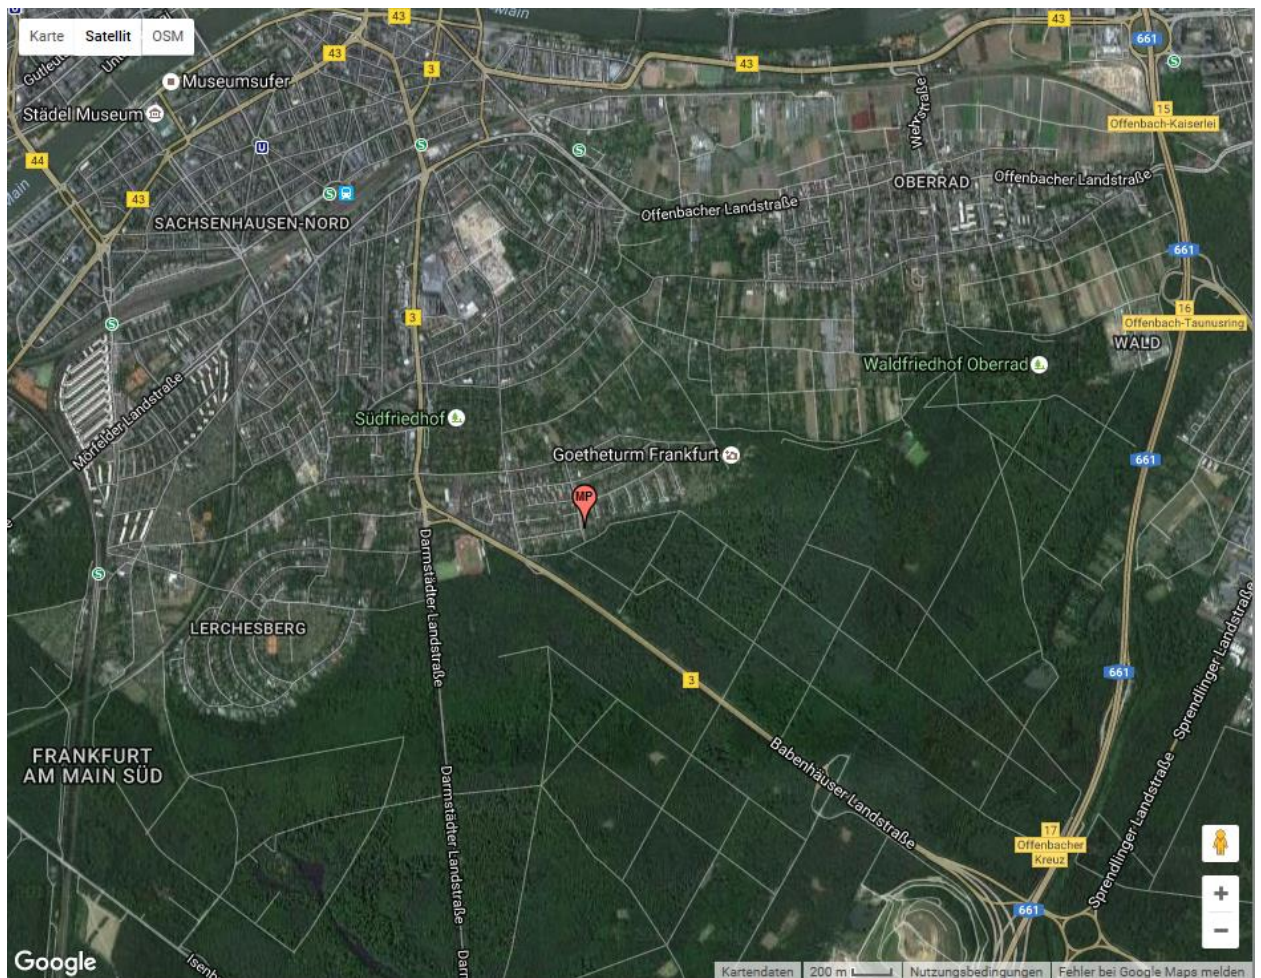 U
Main
43
43
661
Karte
Satellit
OSM
43
3
43
S
Museumsufer
Städel Museum
Wehrstraße
15
Offenbach-Kaiserlei
U
S
S
44
Main
43
S
OBERRAD
Offenbacher Landstraße
Offenbacher Landstraße
SACHSENHAUSEN-NORD
661
3
16
Offenbach-Taunusring
S
WALD
Waldfriedhof Oberrad
Mörfelder Landstraße
Südfriedhof
Goetheturm Frankfurt
661
MP
S
Darmstädter Landstraße
LERCHESBERG
3
661
Sprendlinger Landstraße
FRANKFURT
AM MAIN SÜD
Babenhäuser Landstraße
Darmstädter Landstraße
Sprendlinger Landstraße
17
Offenbacher
Kreuz
661
+
−
Google
Kartendaten
200 m
Nutzungsbedingungen
Fehler bei Google Maps melden